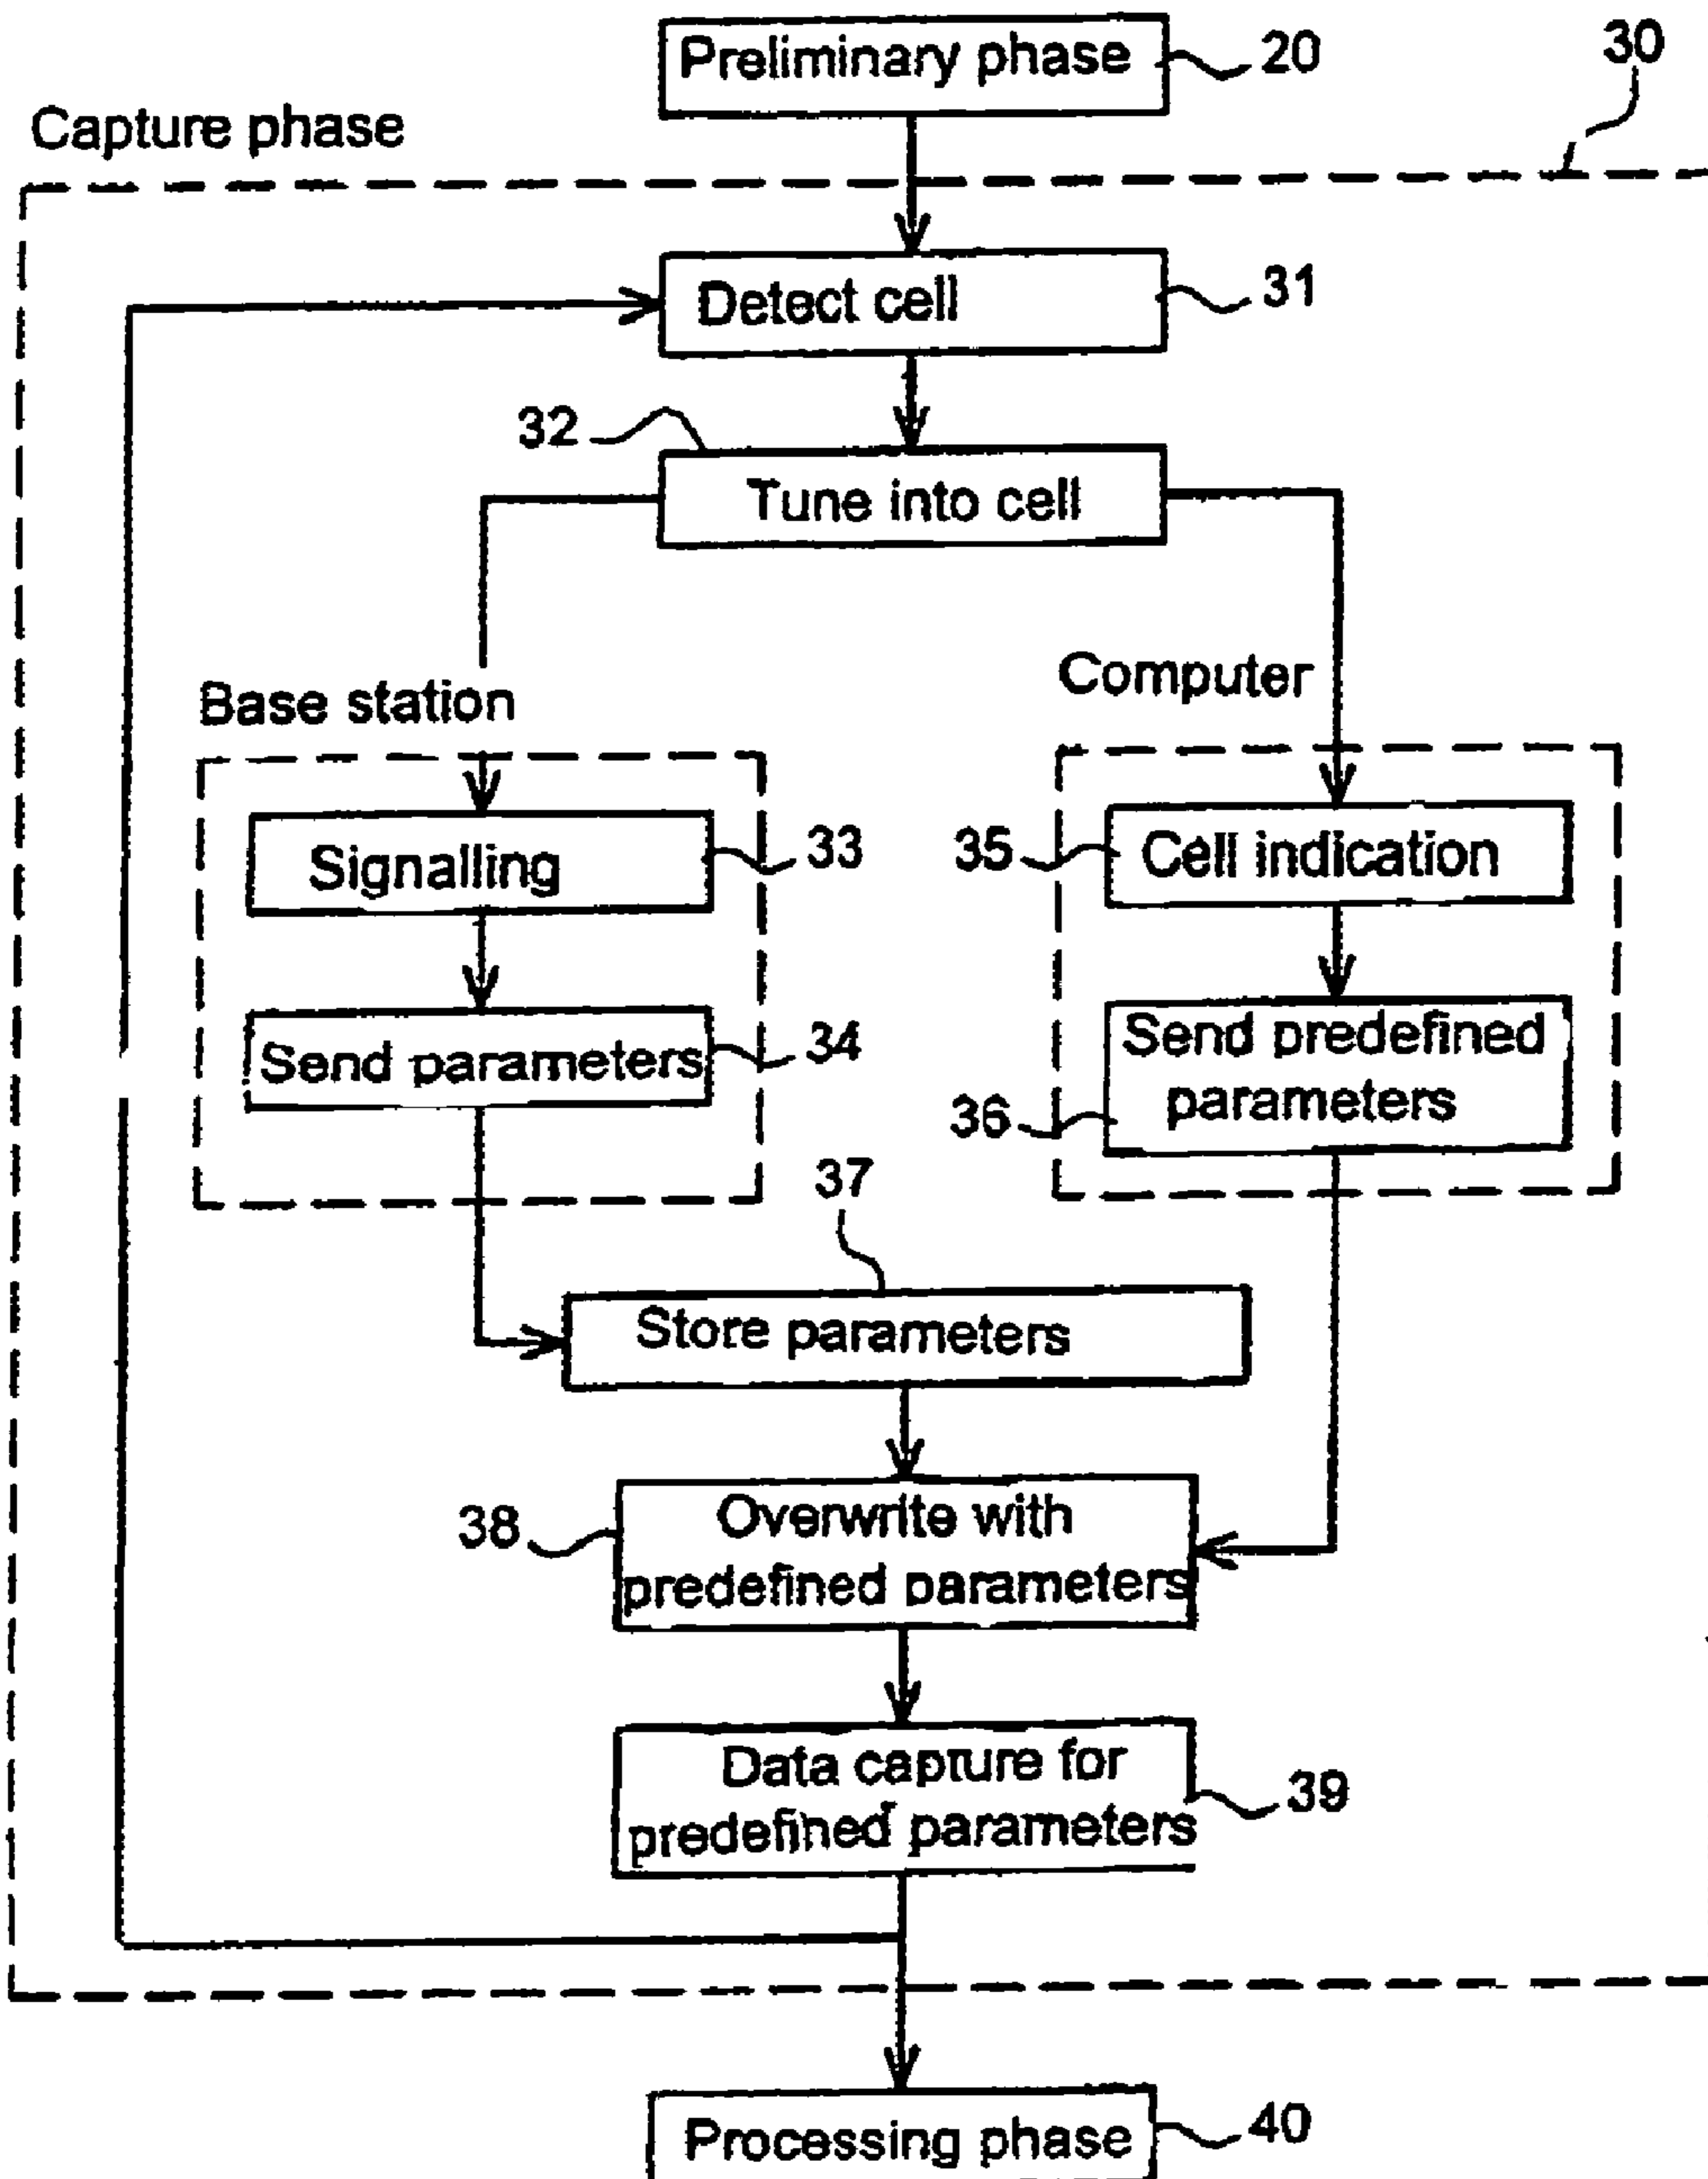 Preliminary phase
20
30
Capture phase
Detect cell
31
32
Tune into cell
Base station
Computer
Signalling
33
35
Cell indication
Send parameters
34
Send predefined
parameters
36
37
Store parameters
38
Overwrite with
predefined parameters
Data capture for
predefined parameters
39
Processing phase
40